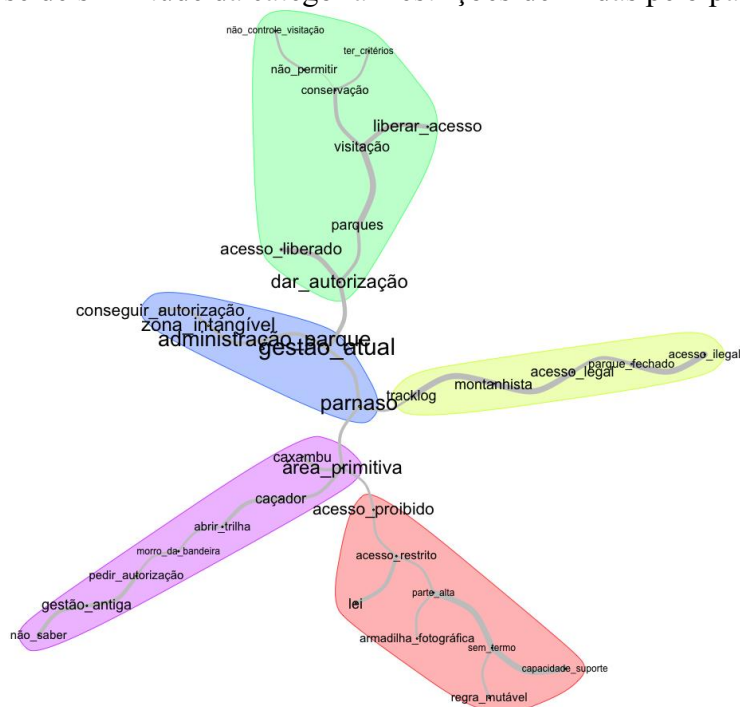 não_controle_visitação
ter_critérios
não_permitir
conservação
liberar_acesso
visitação
parques
acesso_liberado
dar_autorização
conseguir_autorização
zona_intangível
administração_parque
gestão_atual
parnaso
tracklog
montanhista
acesso_legal
parque_fechado
acesso_ilegal
caxambu
área_primitiva
caçador
abrir_trilha
morro_da_bandeira
pedir_autorização
gestão_antiga
não_saber
acesso_proibido
acesso_restrito
lei
parte_alta
armadilha_fotográfica
sem_termo
capacidade_suporte
regra_mutável